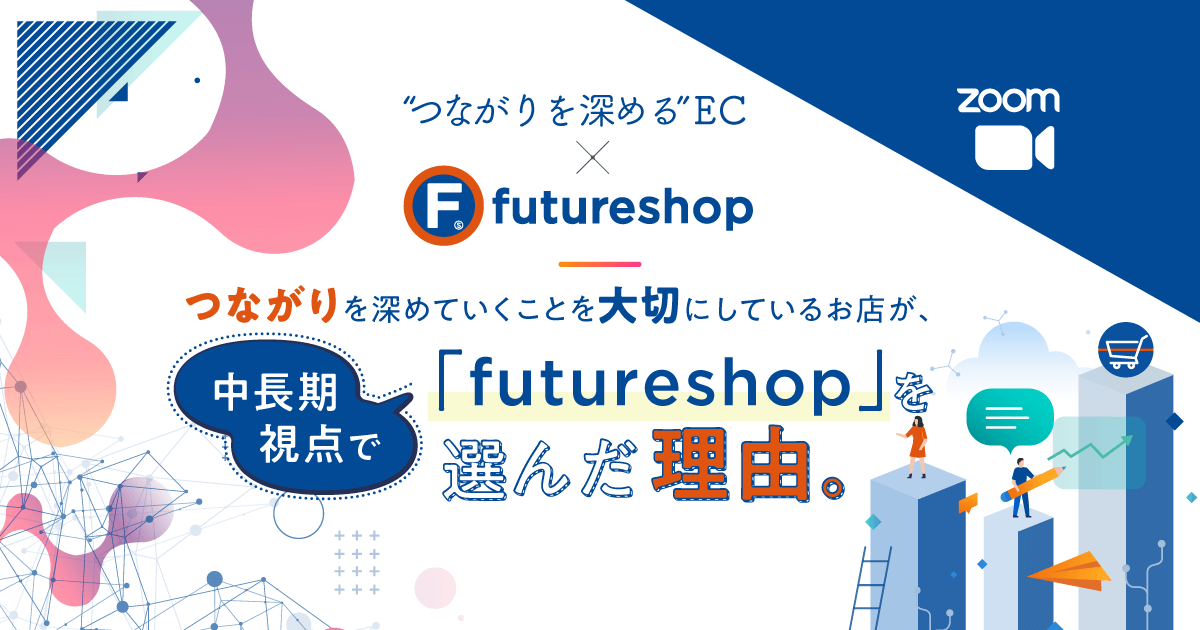 “つながりを深める”EC
zoom
F
S
futureshop
つながりを深めていくことを大切にしているお店が、
中長期
視点で
「futureshop」を
選んだ理由。